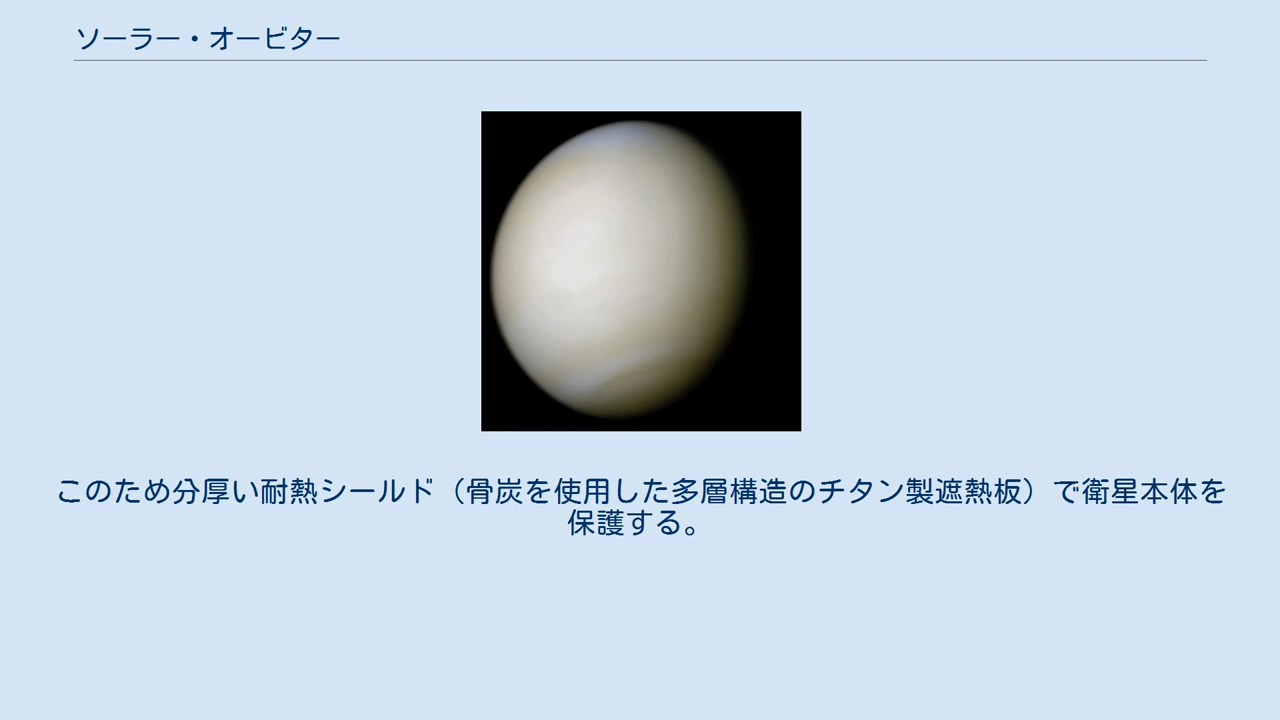 ソーラー・オービター
このため分厚い耐熱シールド（骨炭を使用した多層構造のチタン製遮熱板）で衛星本体を
保護する。